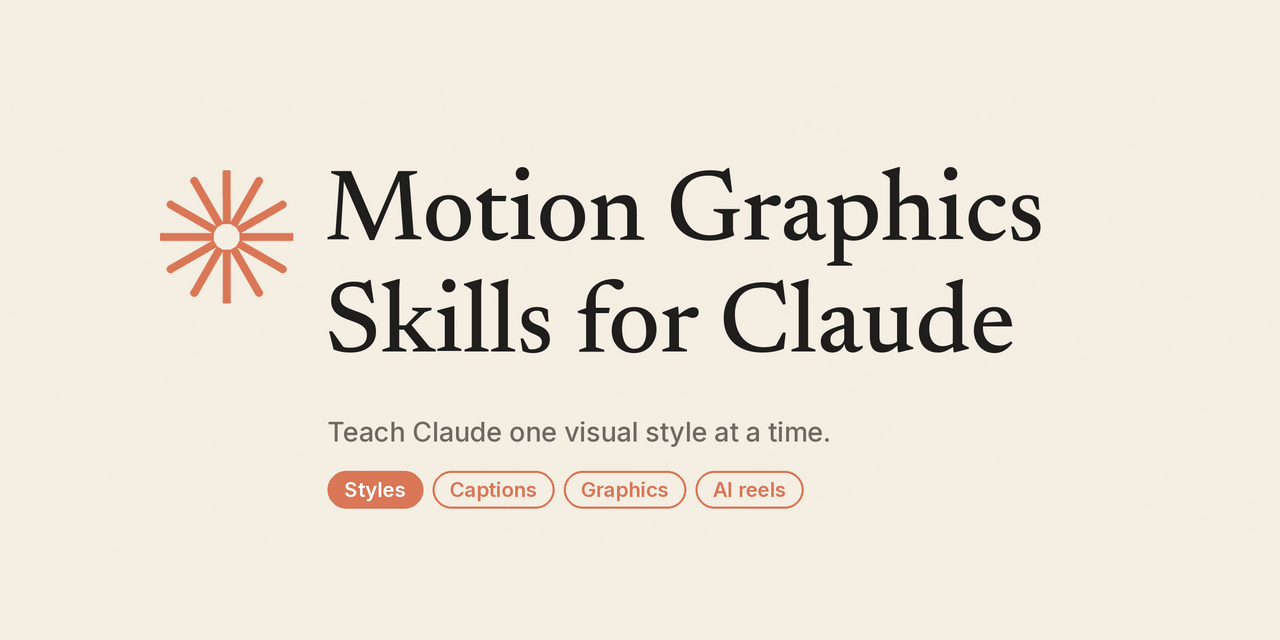 Motion Graphics
Skills for Claude
Teach Claude one visual style at a time.
Styles Captions Graphics AI reels